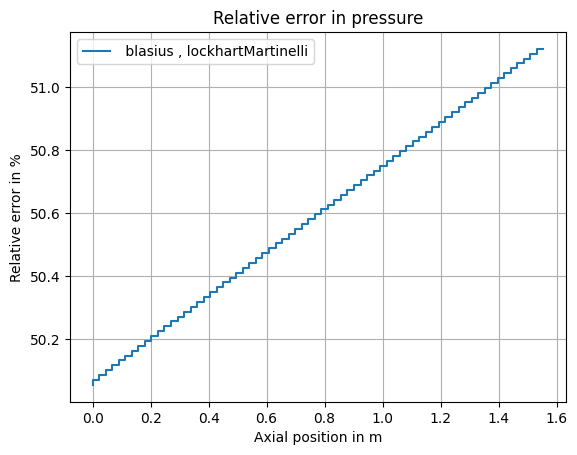 Relative error in pressure
blasius , lockhartMartinelli
Relative error in %
51.0
50.8
50.6
50.4
50.2
0.0 0.2 0.4 0.6 0.8 1.0 1.2 1.4 1.6
Axial position in m